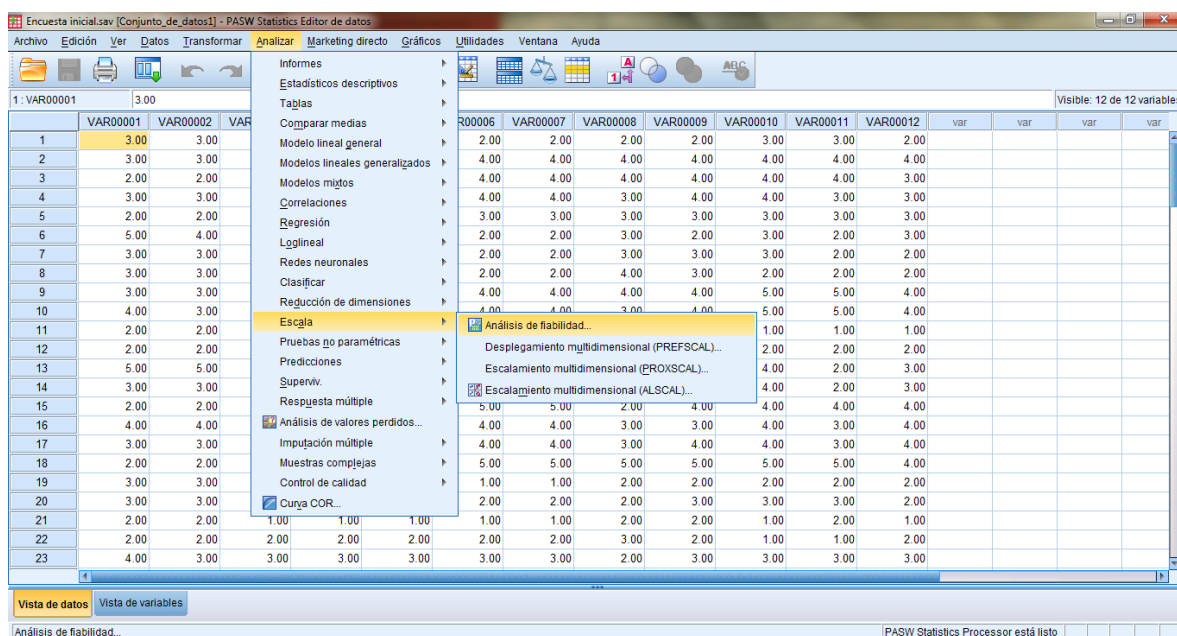 Encuesta inicial.sav [Conjunto_de_datos1] - PASW Statistics Editor de datos
Archivo Edición Ver Datos Transformar Analizar Marketing directo Gráficos Utilidades Ventana Ayuda
1 : VAR00001 3.00 Visible: 12 de 12 variable
VAR00001 VAR00002 VAR R00006 VAR00007 VAR00008 VAR00009 VAR00010 VAR00011 VAR00012 var var var var
1 3.00 3.00 2.00 2.00 2.00 2.00 3.00 3.00 2.00
2 3.00 3.00 4.00 4.00 4.00 4.00 4.00 4.00 4.00
3 2.00 2.00 4.00 4.00 4.00 4.00 4.00 4.00 3.00
4 3.00 3.00 4.00 4.00 3.00 4.00 4.00 3.00 3.00
5 2.00 2.00 3.00 3.00 3.00 3.00 3.00 3.00 3.00
6 5.00 4.00 2.00 2.00 3.00 2.00 3.00 2.00 3.00
7 3.00 3.00 2.00 2.00 3.00 3.00 3.00 2.00 2.00
8 3.00 3.00 2.00 2.00 4.00 3.00 2.00 2.00 2.00
9 3.00 3.00 4.00 4.00 4.00 4.00 5.00 5.00 4.00
10 4.00 3.00 4.00 4.00 3.00 4.00 5.00 5.00 4.00
11 2.00 2.00 1.00 1.00 1.00
12 2.00 2.00 2.00 2.00 2.00
13 5.00 5.00 4.00 2.00 3.00
14 3.00 3.00 4.00 2.00 3.00
15 2.00 2.00 5.00 5.00 2.00 4.00 4.00 4.00 4.00
16 4.00 4.00 4.00 4.00 3.00 3.00 4.00 3.00 4.00
17 3.00 3.00 4.00 4.00 3.00 4.00 4.00 3.00 4.00
18 2.00 2.00 5.00 5.00 5.00 5.00 5.00 5.00 4.00
19 3.00 3.00 1.00 1.00 2.00 2.00 2.00 2.00 2.00
20 3.00 3.00 2.00 2.00 2.00 3.00 3.00 3.00 2.00
21 2.00 2.00 1.00 1.00 1.00 1.00 1.00 2.00 2.00 1.00 2.00 1.00
22 2.00 2.00 2.00 2.00 2.00 2.00 2.00 3.00 2.00 1.00 1.00 2.00
23 4.00 3.00 3.00 3.00 3.00 3.00 3.00 2.00 3.00 3.00 3.00 3.00
Informes
Estadísticos descriptivos
Tablas
Comparar medias
Modelo lineal general
Modelos lineales generalizados
Modelos mixtos
Correlaciones
Regresión
Loglineal
Redes neuronales
Clasificar
Reducción de dimensiones
Escala
Pruebas no paramétricas
Predicciones
Superviv.
Respuesta múltiple
Análisis de valores perdidos...
Imputación múltiple
Muestras complejas
Control de calidad
Curva COR...
Análisis de fiabilidad...
Desplegamiento multidimensional (PREFSCAL)...
Escalamiento multidimensional (PROXSCAL)...
Escalamiento multidimensional (ALSCAL)...
Vista de datos Vista de variables
Análisis de fiabilidad... PASW Statistics Processor está listo